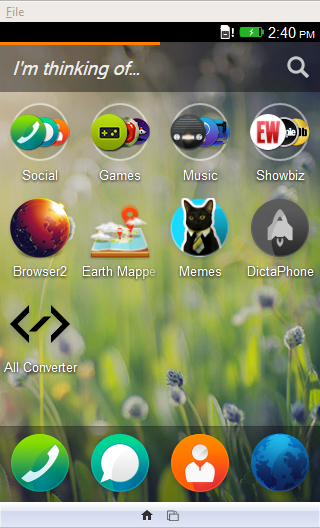 File
2:40 PM
I'm thinking of...
Social
Games
Music
Showbiz
EW
Browser2
Earth Mappe
Memes
DictaPhone
All Converter